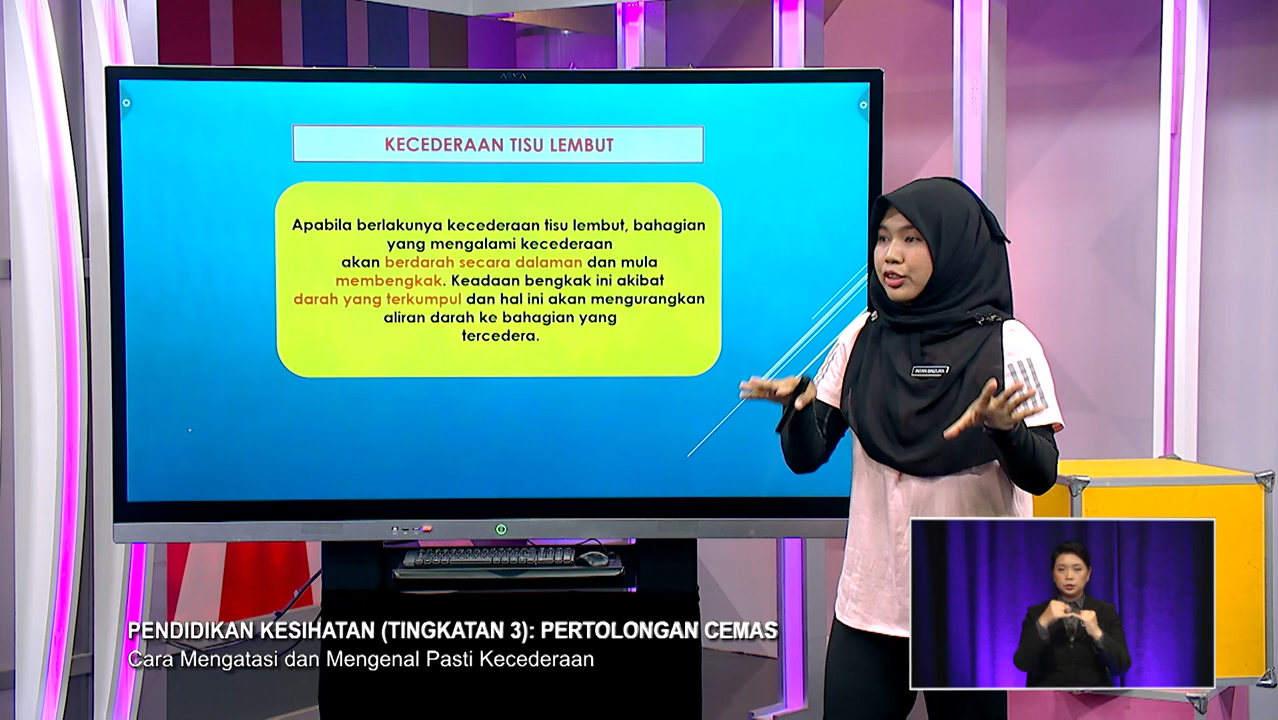 KECEDERAAN TISU LEMBUT
Apabila berlakunya kecederaan tisu lembut, bahagian
yang mengalami kecederaan
akan berdarah secara dalaman dan mula
membengkak. Keadaan bengkak ini akibat
darah yang terkumpul dan hal ini akan mengurangkan
aliran darah ke bahagian yang
tercedera.
PENDIDIKAN KESIHATAN (TINGKATAN 3): PERTOLONGAN CEMAS
Cara Mengatasi dan Mengenal Pasti Kecederaan